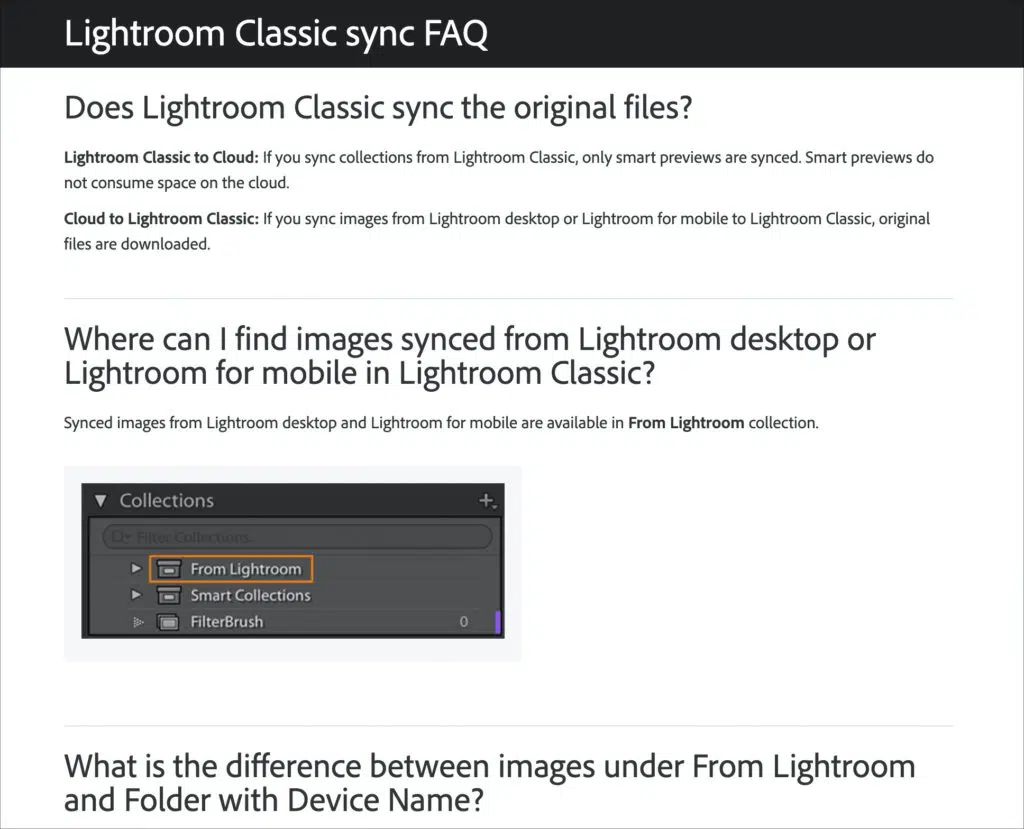 Lightroom Classic sync FAQ
Does Lightroom Classic sync the original files?
Lightroom Classic to Cloud: If you sync collections from Lightroom Classic, only smart previews are synced. Smart previews do
not consume space on the cloud.
Cloud to Lightroom Classic: If you sync images from Lightroom desktop or Lightroom for mobile to Lightroom Classic, original
files are downloaded.
Where can I find images synced from Lightroom desktop or
Lightroom for mobile in Lightroom Classic?
Synced images from Lightroom desktop and Lightroom for mobile are available in From Lightroom collection.
Collections
Filter Collections
From Lightroom
Smart Collections
FilterBrush 0
What is the difference between images under From Lightroom
and Folder with Device Name?